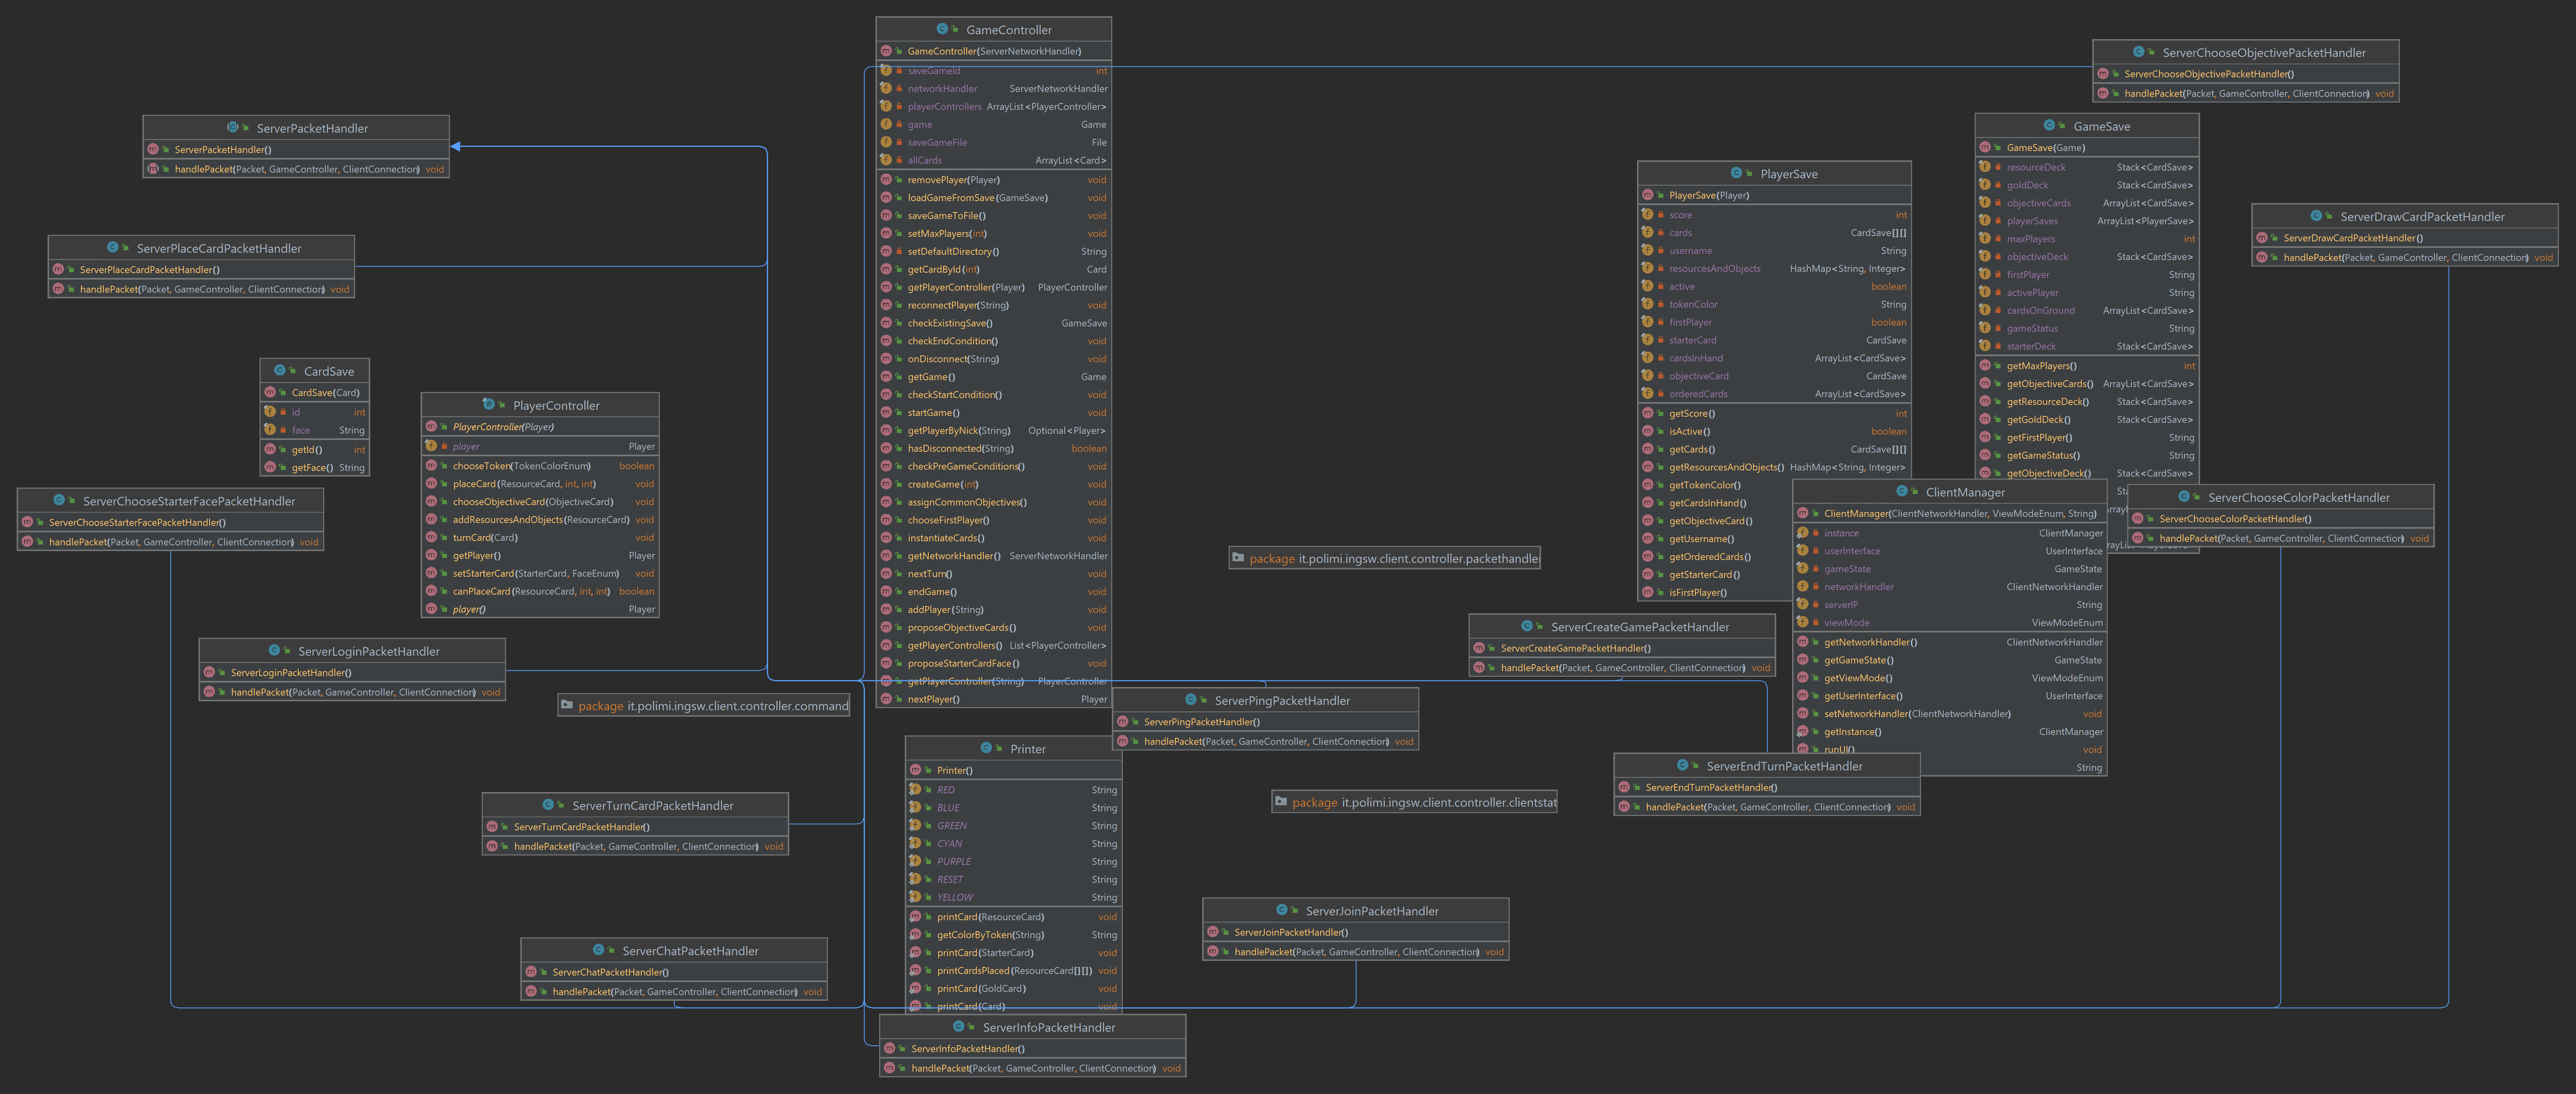 GameController
GameController(ServerNetworkHandler)
saveGameId int
networkHandler ServerNetworkHandler
playerControllers ArrayList<PlayerController>
game Game
saveGameFile File
allCards ArrayList<Card>
removePlayer(Player) void
loadGameFromSave(GameSave) void
saveGameToFile() void
setMaxPlayers(int) void
setDefaultDirectory() String
getCardById(int) Card
getPlayerController(Player) PlayerController
reconnectPlayer(String) void
checkExistingSave() GameSave
checkEndCondition() void
onDisconnect(String) void
getGame() Game
checkStartCondition() void
startGame() void
getPlayerByNick(String) Optional<Player>
hasDisconnected(String) boolean
checkPreGameConditions() void
createGame(int) void
assignCommonObjectives() void
chooseFirstPlayer() void
instantiateCards() void
getNetworkHandler() ServerNetworkHandler
nextTurn() void
endGame() void
addPlayer(String) void
proposeObjectiveCards() void
getPlayerControllers() List<PlayerController>
proposeStarterCardFace() void
getPlayerController(String) PlayerController
nextPlayer() Player
ServerChooseObjectivePacketHandler
ServerChooseObjectivePacketHandler()
handlePacket(Packet, GameController, ClientConnection) void
ServerPacketHandler
ServerPacketHandler()
handlePacket(Packet, GameController, ClientConnection) void
GameSave
GameSave(Game)
resourceDeck Stack<CardSave>
goldDeck Stack<CardSave>
objectiveCards ArrayList<CardSave>
playerSaves ArrayList<PlayerSave>
maxPlayers int
objectiveDeck Stack<CardSave>
firstPlayer String
activePlayer String
cardsOnGround ArrayList<CardSave>
gameStatus String
starterDeck Stack<CardSave>
getMaxPlayers() int
getObjectiveCards() ArrayList<CardSave>
getResourceDeck() Stack<CardSave>
getGoldDeck() Stack<CardSave>
getFirstPlayer() String
getGameStatus() String
getObjectiveDeck() Stack<CardSave>
PlayerSave
PlayerSave(Player)
score int
cards CardSave[][]
username String
resourcesAndObjects HashMap<String, Integer>
active boolean
tokenColor String
firstPlayer boolean
starterCard CardSave
cardsInHand ArrayList<CardSave>
objectiveCard CardSave
orderedCards ArrayList<CardSave>
getScore() int
isActive() boolean
getCards() CardSave[][]
getResourcesAndObjects() HashMap<String, Integer>
getTokenColor()
getCardsInHand()
getObjectiveCard()
getUsername()
getOrderedCards()
getStarterCard()
isFirstPlayer()
ServerDrawCardPacketHandler
ServerDrawCardPacketHandler()
handlePacket(Packet, GameController, ClientConnection) void
ServerPlaceCardPacketHandler
ServerPlaceCardPacketHandler()
handlePacket(Packet, GameController, ClientConnection) void
CardSave
CardSave(Card)
id int
face String
getId() int
getFace() String
PlayerController
PlayerController(Player)
player Player
chooseToken(TokenColorEnum) boolean
placeCard(ResourceCard, int, int) void
chooseObjectiveCard(ObjectiveCard) void
addResourcesAndObjects(ResourceCard) void
turnCard(Card) void
getPlayer() Player
setStarterCard(StarterCard, FaceEnum) void
canPlaceCard(ResourceCard, int, int) boolean
player() Player
ServerChooseStarterFacePacketHandler
ServerChooseStarterFacePacketHandler()
handlePacket(Packet, GameController, ClientConnection) void
ClientManager
ClientManager(ClientNetworkHandler, ViewModeEnum, String)
instance ClientManager
userInterface UserInterface
gameState GameState
networkHandler ClientNetworkHandler
serverIP String
viewMode ViewModeEnum
getNetworkHandler() ClientNetworkHandler
getGameState() GameState
getViewMode() ViewModeEnum
getUserInterface() UserInterface
setNetworkHandler(ClientNetworkHandler) void
getInstance() ClientManager
runUI() void
String
ServerChooseColorPacketHandler
ServerChooseColorPacketHandler()
handlePacket(Packet, GameController, ClientConnection) void
package it.polimi.ingsw.client.controller.packethandle
ServerCreateGamePacketHandler
ServerCreateGamePacketHandler()
handlePacket(Packet, GameController, ClientConnection) void
ServerLoginPacketHandler
ServerLoginPacketHandler()
handlePacket(Packet, GameController, ClientConnection) void
package it.polimi.ingsw.client.controller.command
ServerPingPacketHandler
ServerPingPacketHandler()
handlePacket(Packet, GameController, ClientConnection) void
Printer
Printer()
RED String
BLUE String
GREEN String
CYAN String
PURPLE String
RESET String
YELLOW String
printCard(ResourceCard) void
getColorByToken(String) String
printCard(StarterCard) void
printCardsPlaced(ResourceCard[][]) void
printCard(GoldCard) void
printCard(Card) void
ServerEndTurnPacketHandler
ServerEndTurnPacketHandler()
handlePacket(Packet, GameController, ClientConnection) void
package it.polimi.ingsw.client.controller.clientstat
ServerTurnCardPacketHandler
ServerTurnCardPacketHandler()
handlePacket(Packet, GameController, ClientConnection) void
ServerJoinPacketHandler
ServerJoinPacketHandler()
handlePacket(Packet, GameController, ClientConnection) void
ServerChatPacketHandler
ServerChatPacketHandler()
handlePacket(Packet, GameController, ClientConnection) void
ServerInfoPacketHandler
ServerInfoPacketHandler()
handlePacket(Packet, GameController, ClientConnection) void